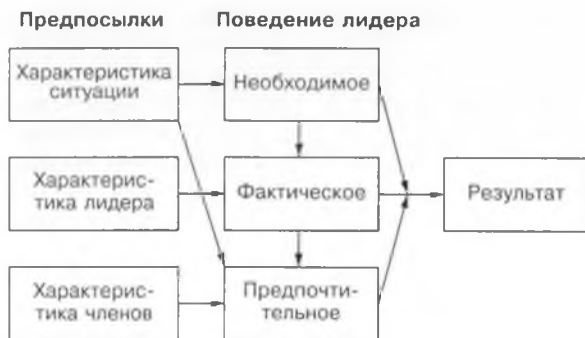 Предпосылки Поведение лидера
Характеристика
ситуации
Необходимое
Характерис-
тика лидера
Фактическое
Результат
Характерис-
тика членов
Предпочти-
тельное